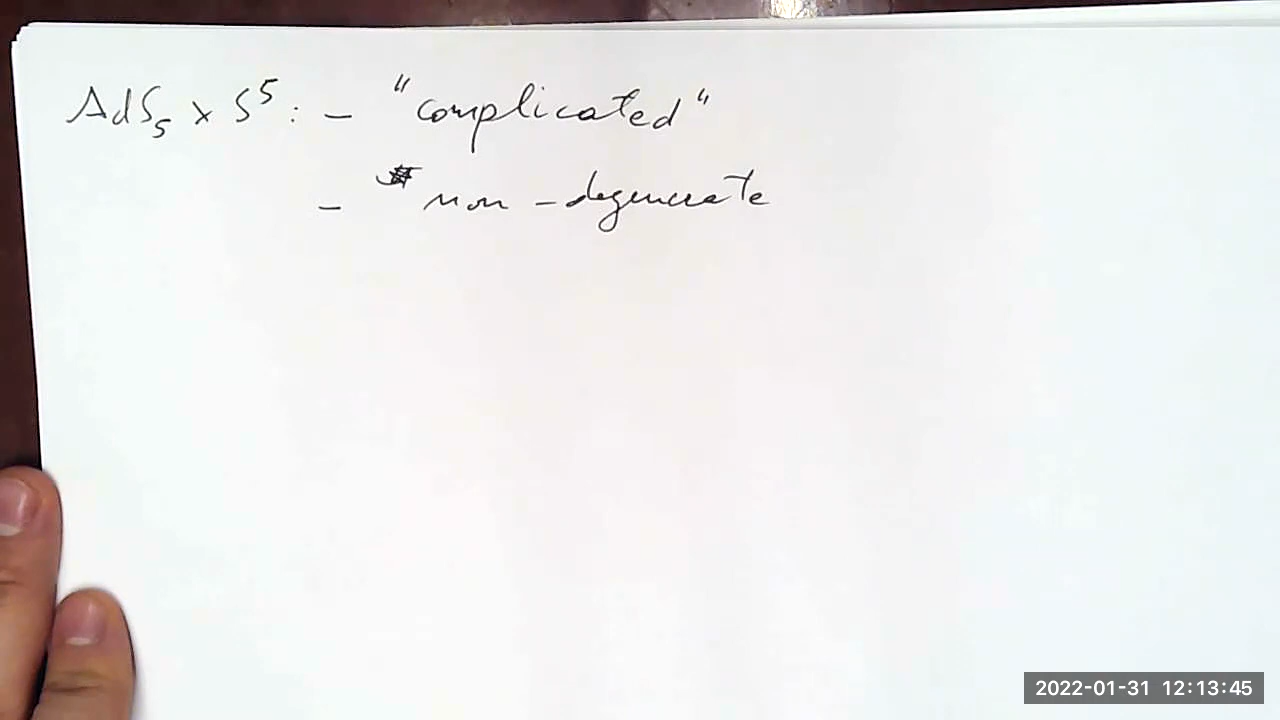 AdS₅ × S⁵ : – "complicated"
– non-degenerate
2022-01-31 12:13:45